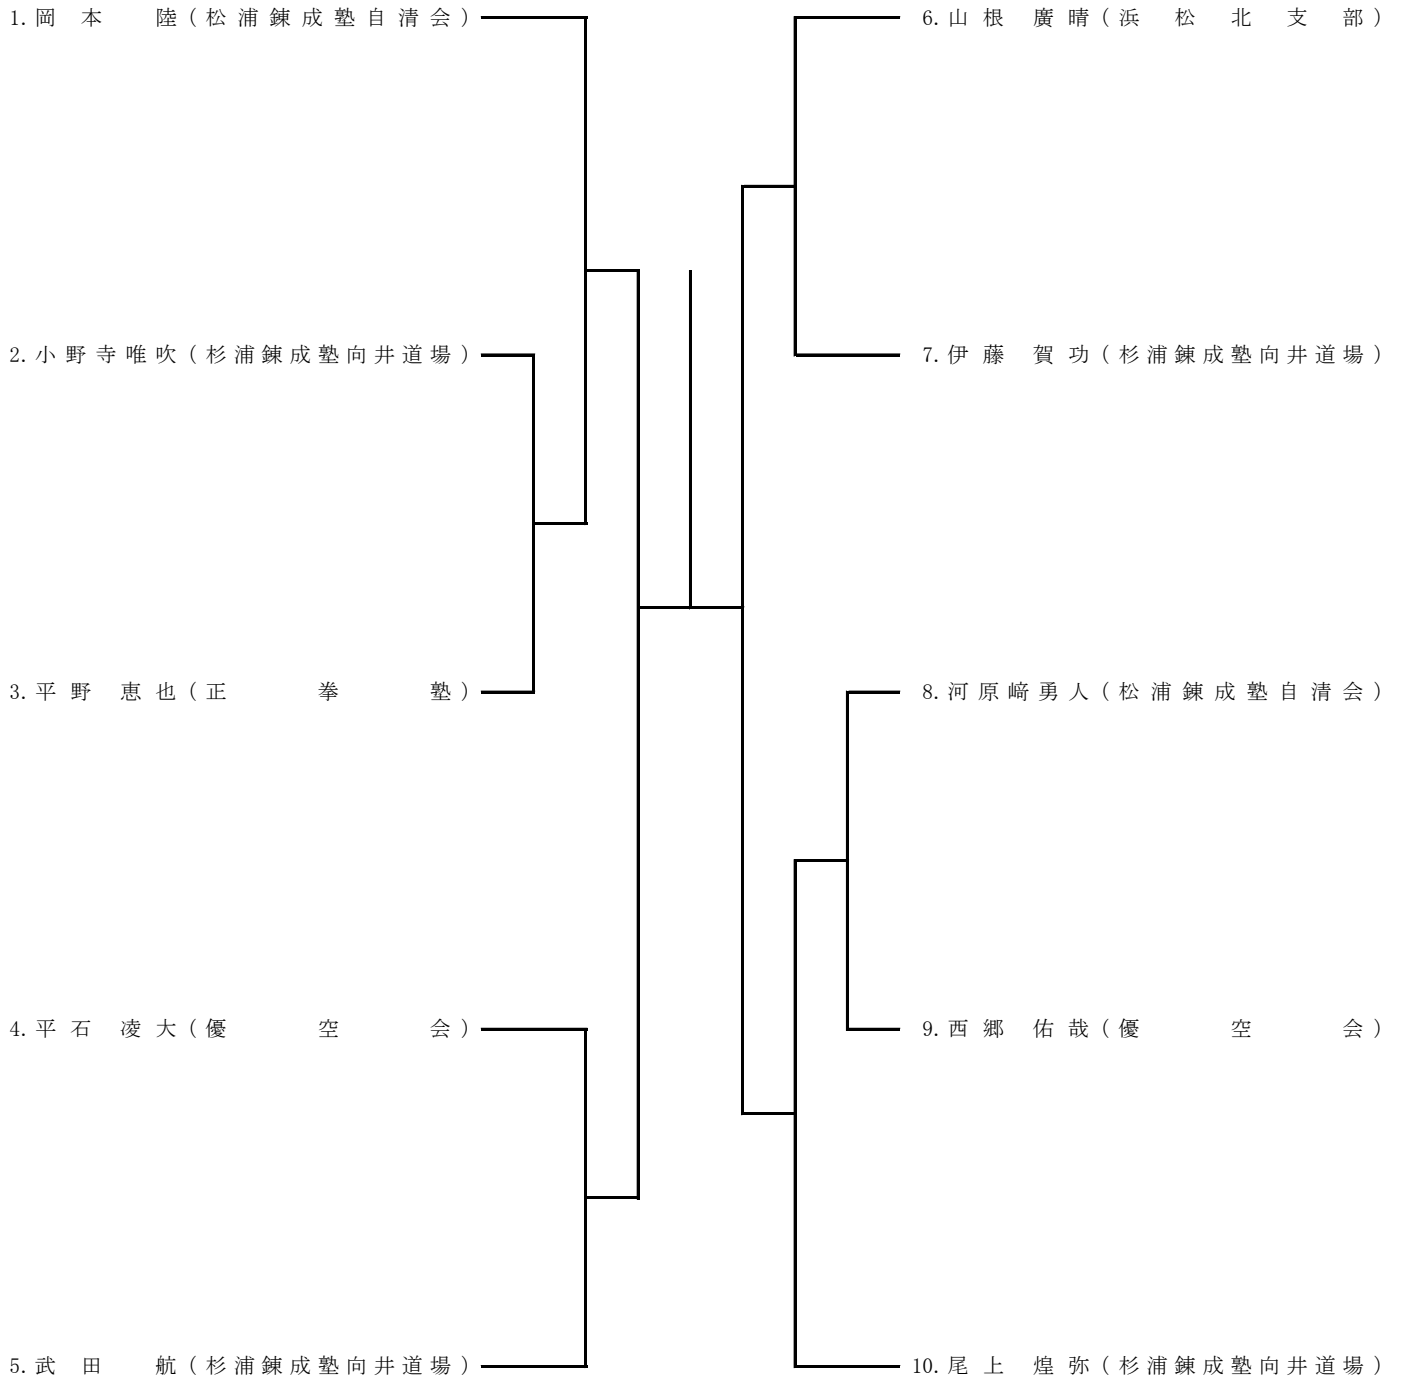 1. 岡本 陸 (松浦錬成塾自清会)
2. 小野寺唯吹 (杉浦錬成塾向井道場)
3. 平野 恵也 (正拳塾)
4. 平石 凌大 (優空会)
5. 武田 航 (杉浦錬成塾向井道場)
6. 山根 廣晴 (浜松北支部)
7. 伊藤 賀功 (杉浦錬成塾向井道場)
8. 河原﨑勇人 (松浦錬成塾自清会)
9. 西郷 佑哉 (優空会)
10. 尾上 煌弥 (杉浦錬成塾向井道場)